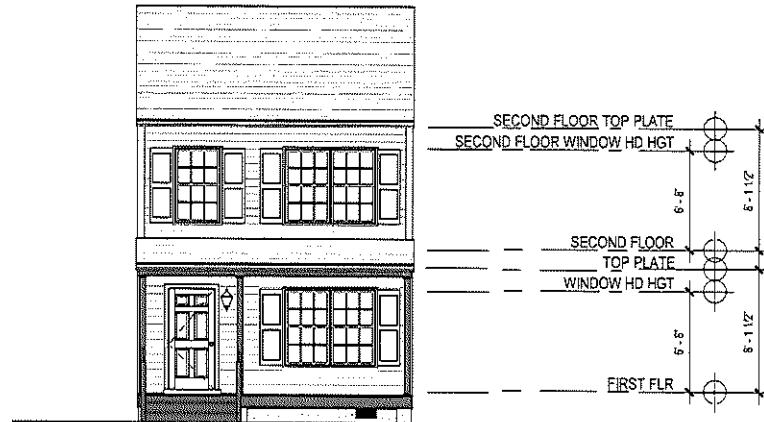 SECOND FLOOR TOP PLATE
SECOND FLOOR WINDOW HD HGT
6'-8"
8'-1 1/2"
SECOND FLOOR
TOP PLATE
WINDOW HD HGT
6'-8"
8'-1 1/2"
FIRST FLR